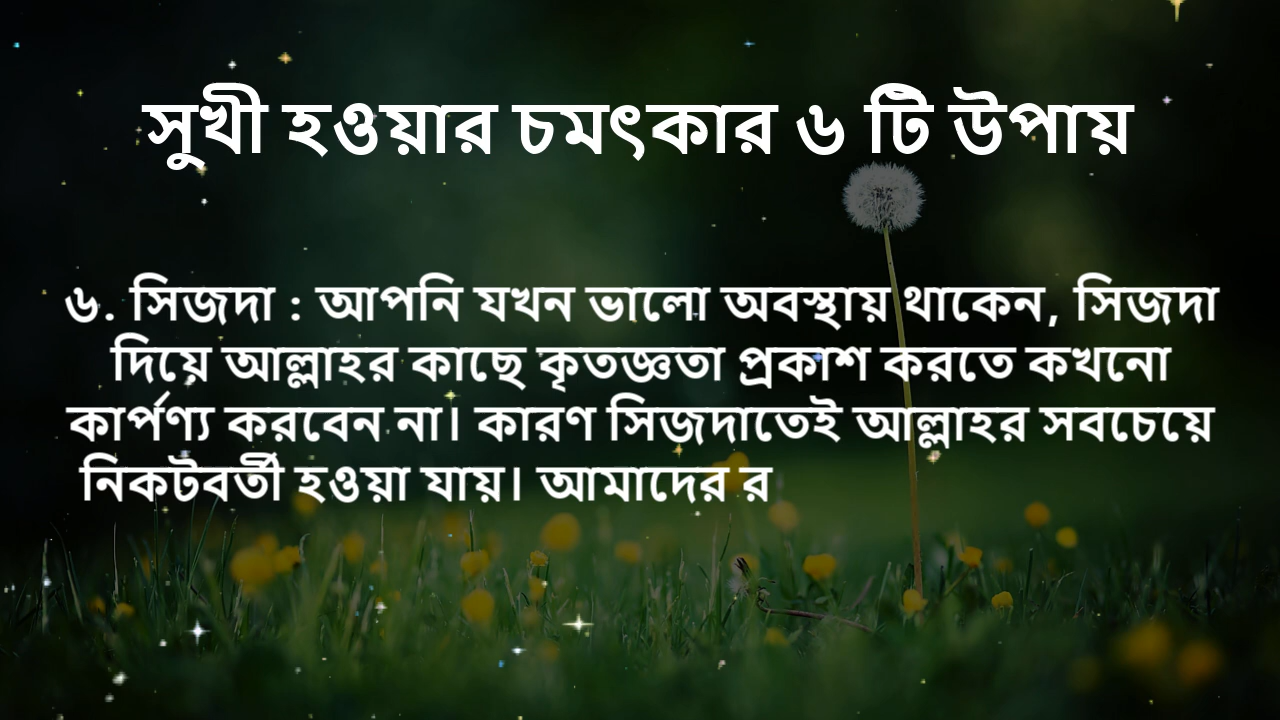 সুখী হওয়ার চমৎকার ৬ টি উপায়
৬. সিজদা : আপনি যখন ভালো অবস্থায় থাকেন, সিজদা
দিয়ে আল্লাহর কাছে কৃতজ্ঞতা প্রকাশ করতে কখনো
কার্পণ্য করবেন না। কারণ সিজদাতেই আল্লাহর সবচেয়ে
নিকটবর্তী হওয়া যায়। আমাদের র